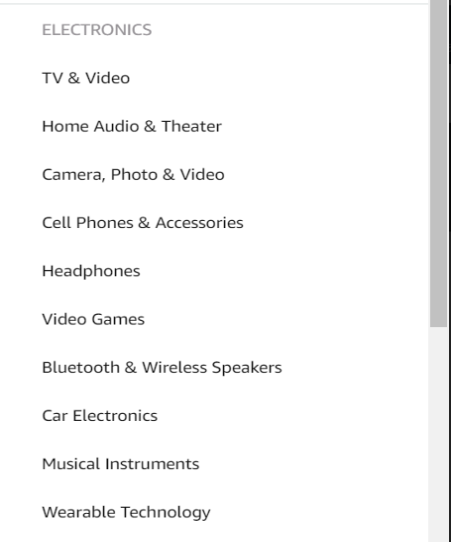 ELECTRONICS
TV & Video
Home Audio & Theater
Camera, Photo & Video
Cell Phones & Accessories
Headphones
Video Games
Bluetooth & Wireless Speakers
Car Electronics
Musical Instruments
Wearable Technology